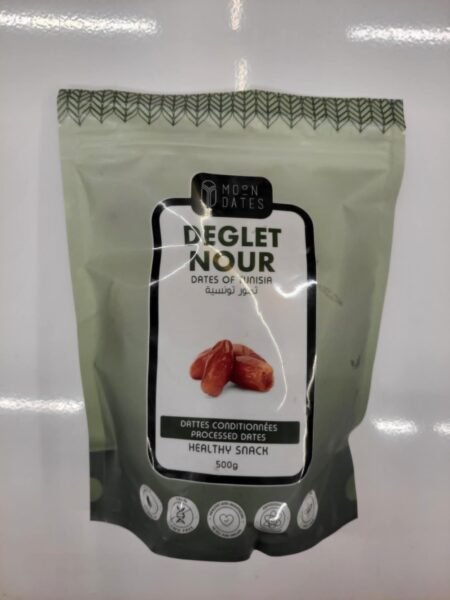 MOON
DATES
DEGLET
NOUR
DATES OF TUNISIA
تمور تونسية
DATTES CONDITIONNÉES
PROCESSED DATES
HEALTHY SNACK
500g